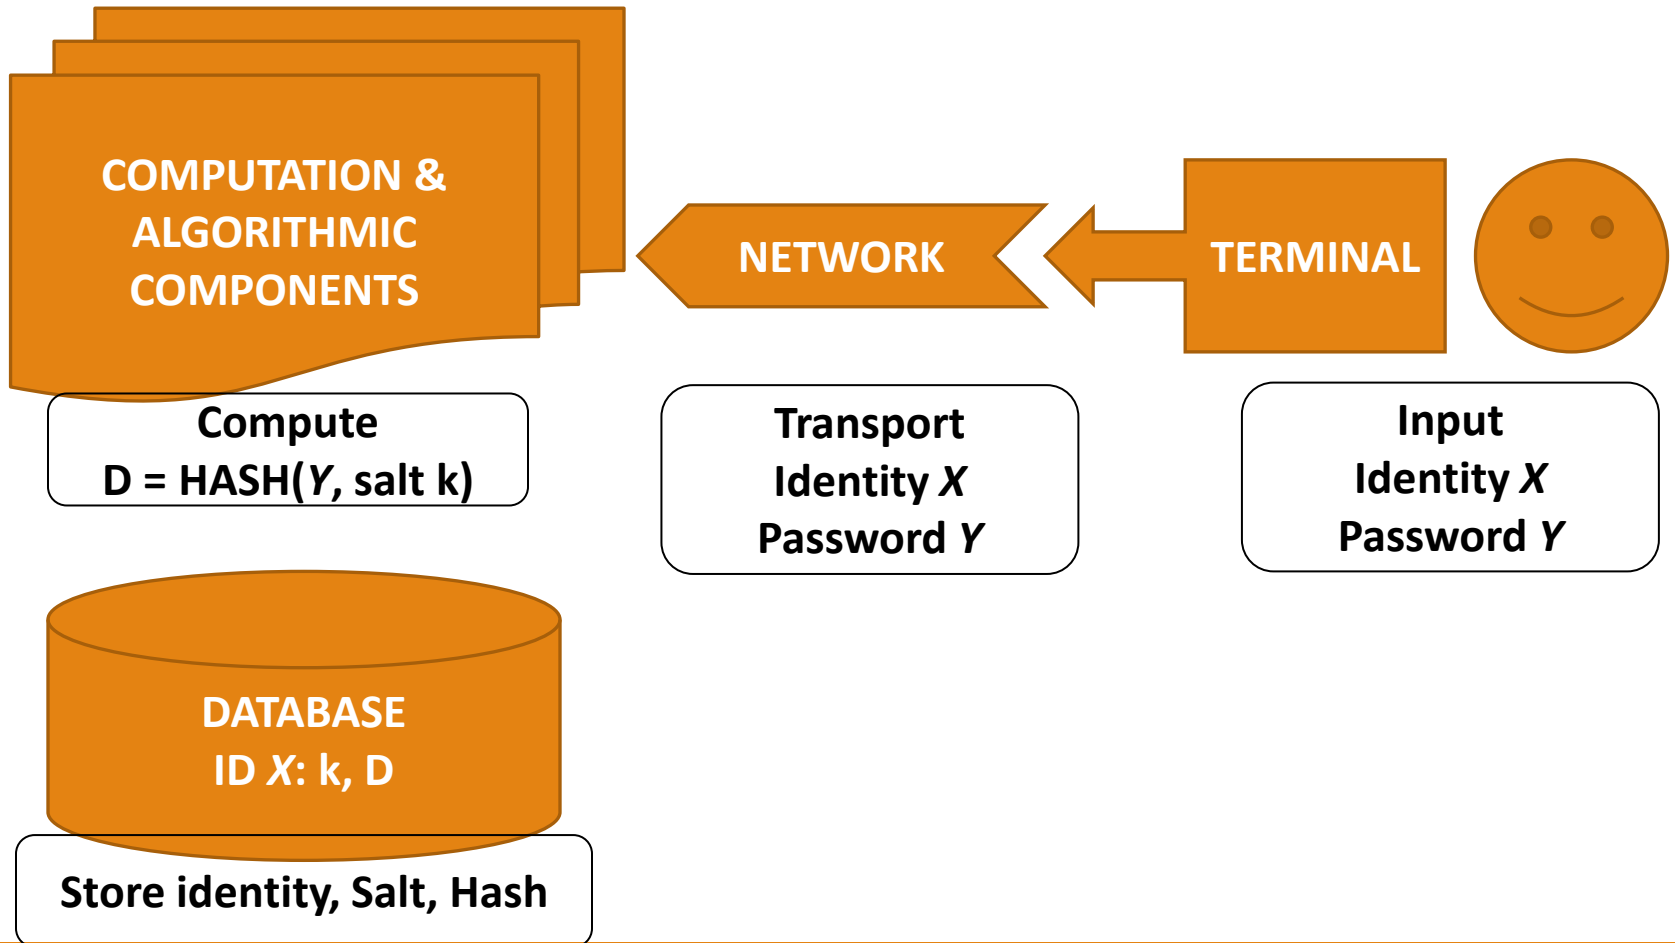 COMPUTATION &
ALGORITHMIC
COMPONENTS
NETWORK
TERMINAL
Compute
D = HASH(Y, salt k)
Transport
Identity X
Password Y
Input
Identity X
Password Y
DATABASE
ID X: k, D
Store identity, Salt, Hash